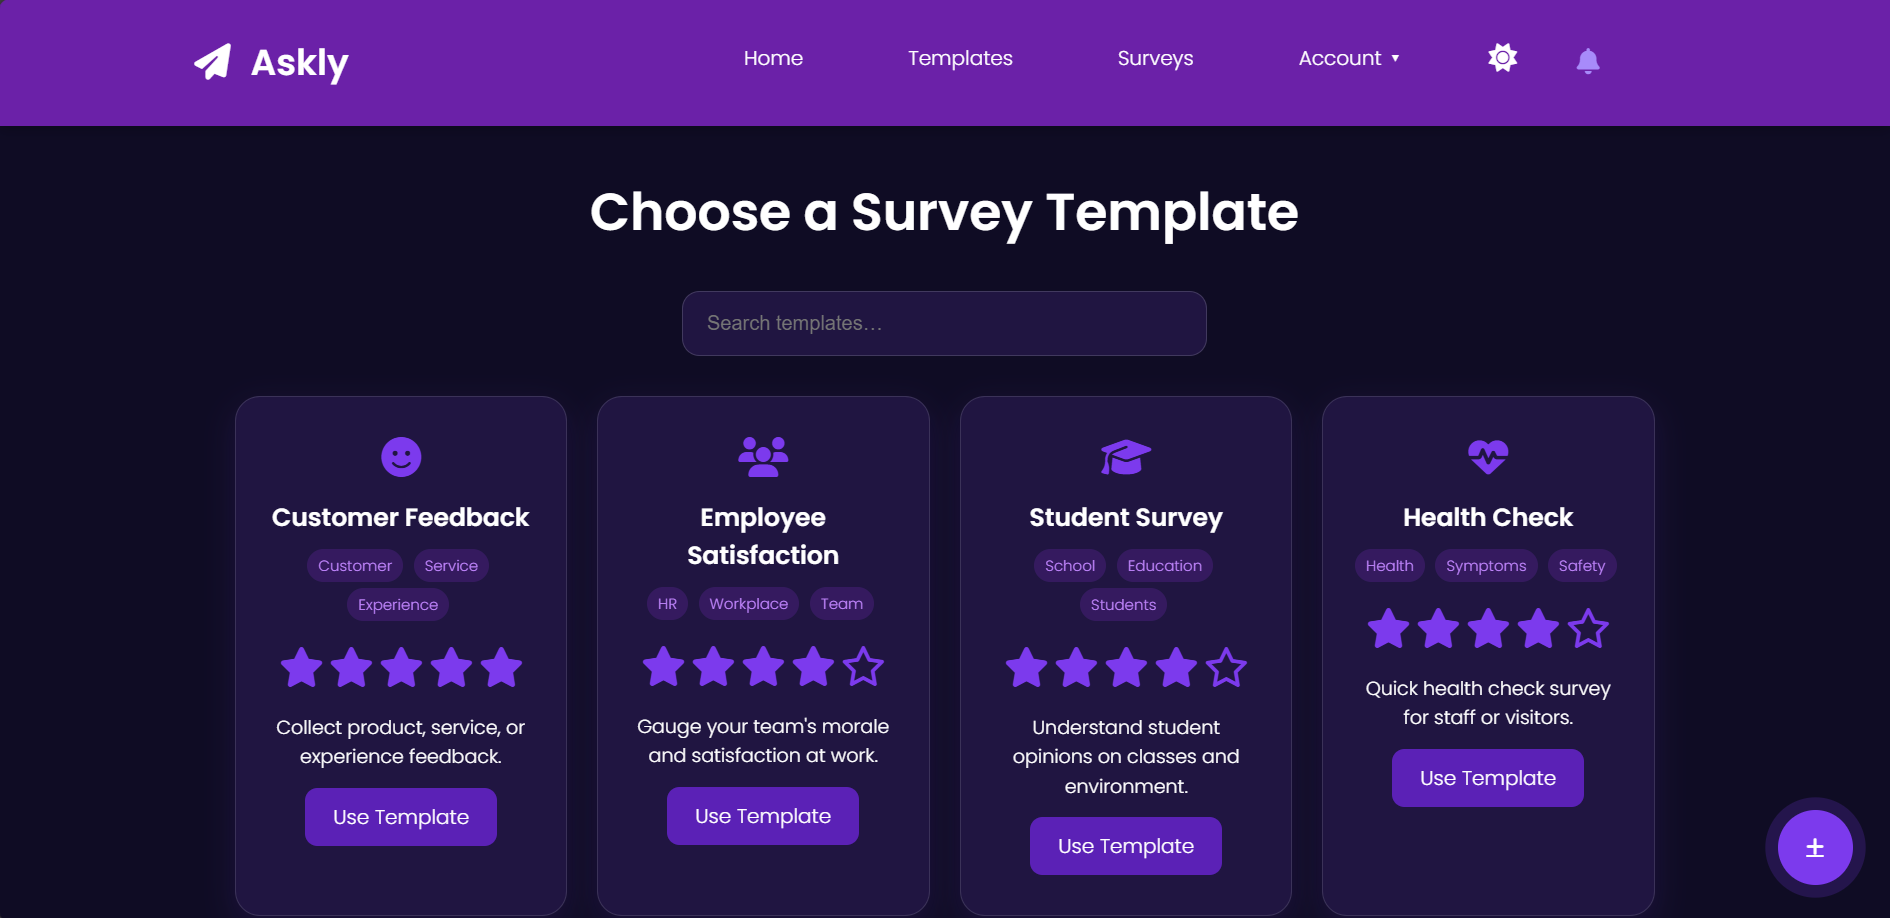 Askly
Home
Templates
Surveys
Account ▾
Choose a Survey Template
Search templates…
Customer Feedback
Customer
Service
Experience
Collect product, service, or
experience feedback.
Use Template
Employee
Satisfaction
HR
Workplace
Team
Gauge your team's morale
and satisfaction at work.
Use Template
Student Survey
School
Education
Students
Understand student
opinions on classes and
environment.
Use Template
Health Check
Health
Symptoms
Safety
Quick health check survey
for staff or visitors.
Use Template
±